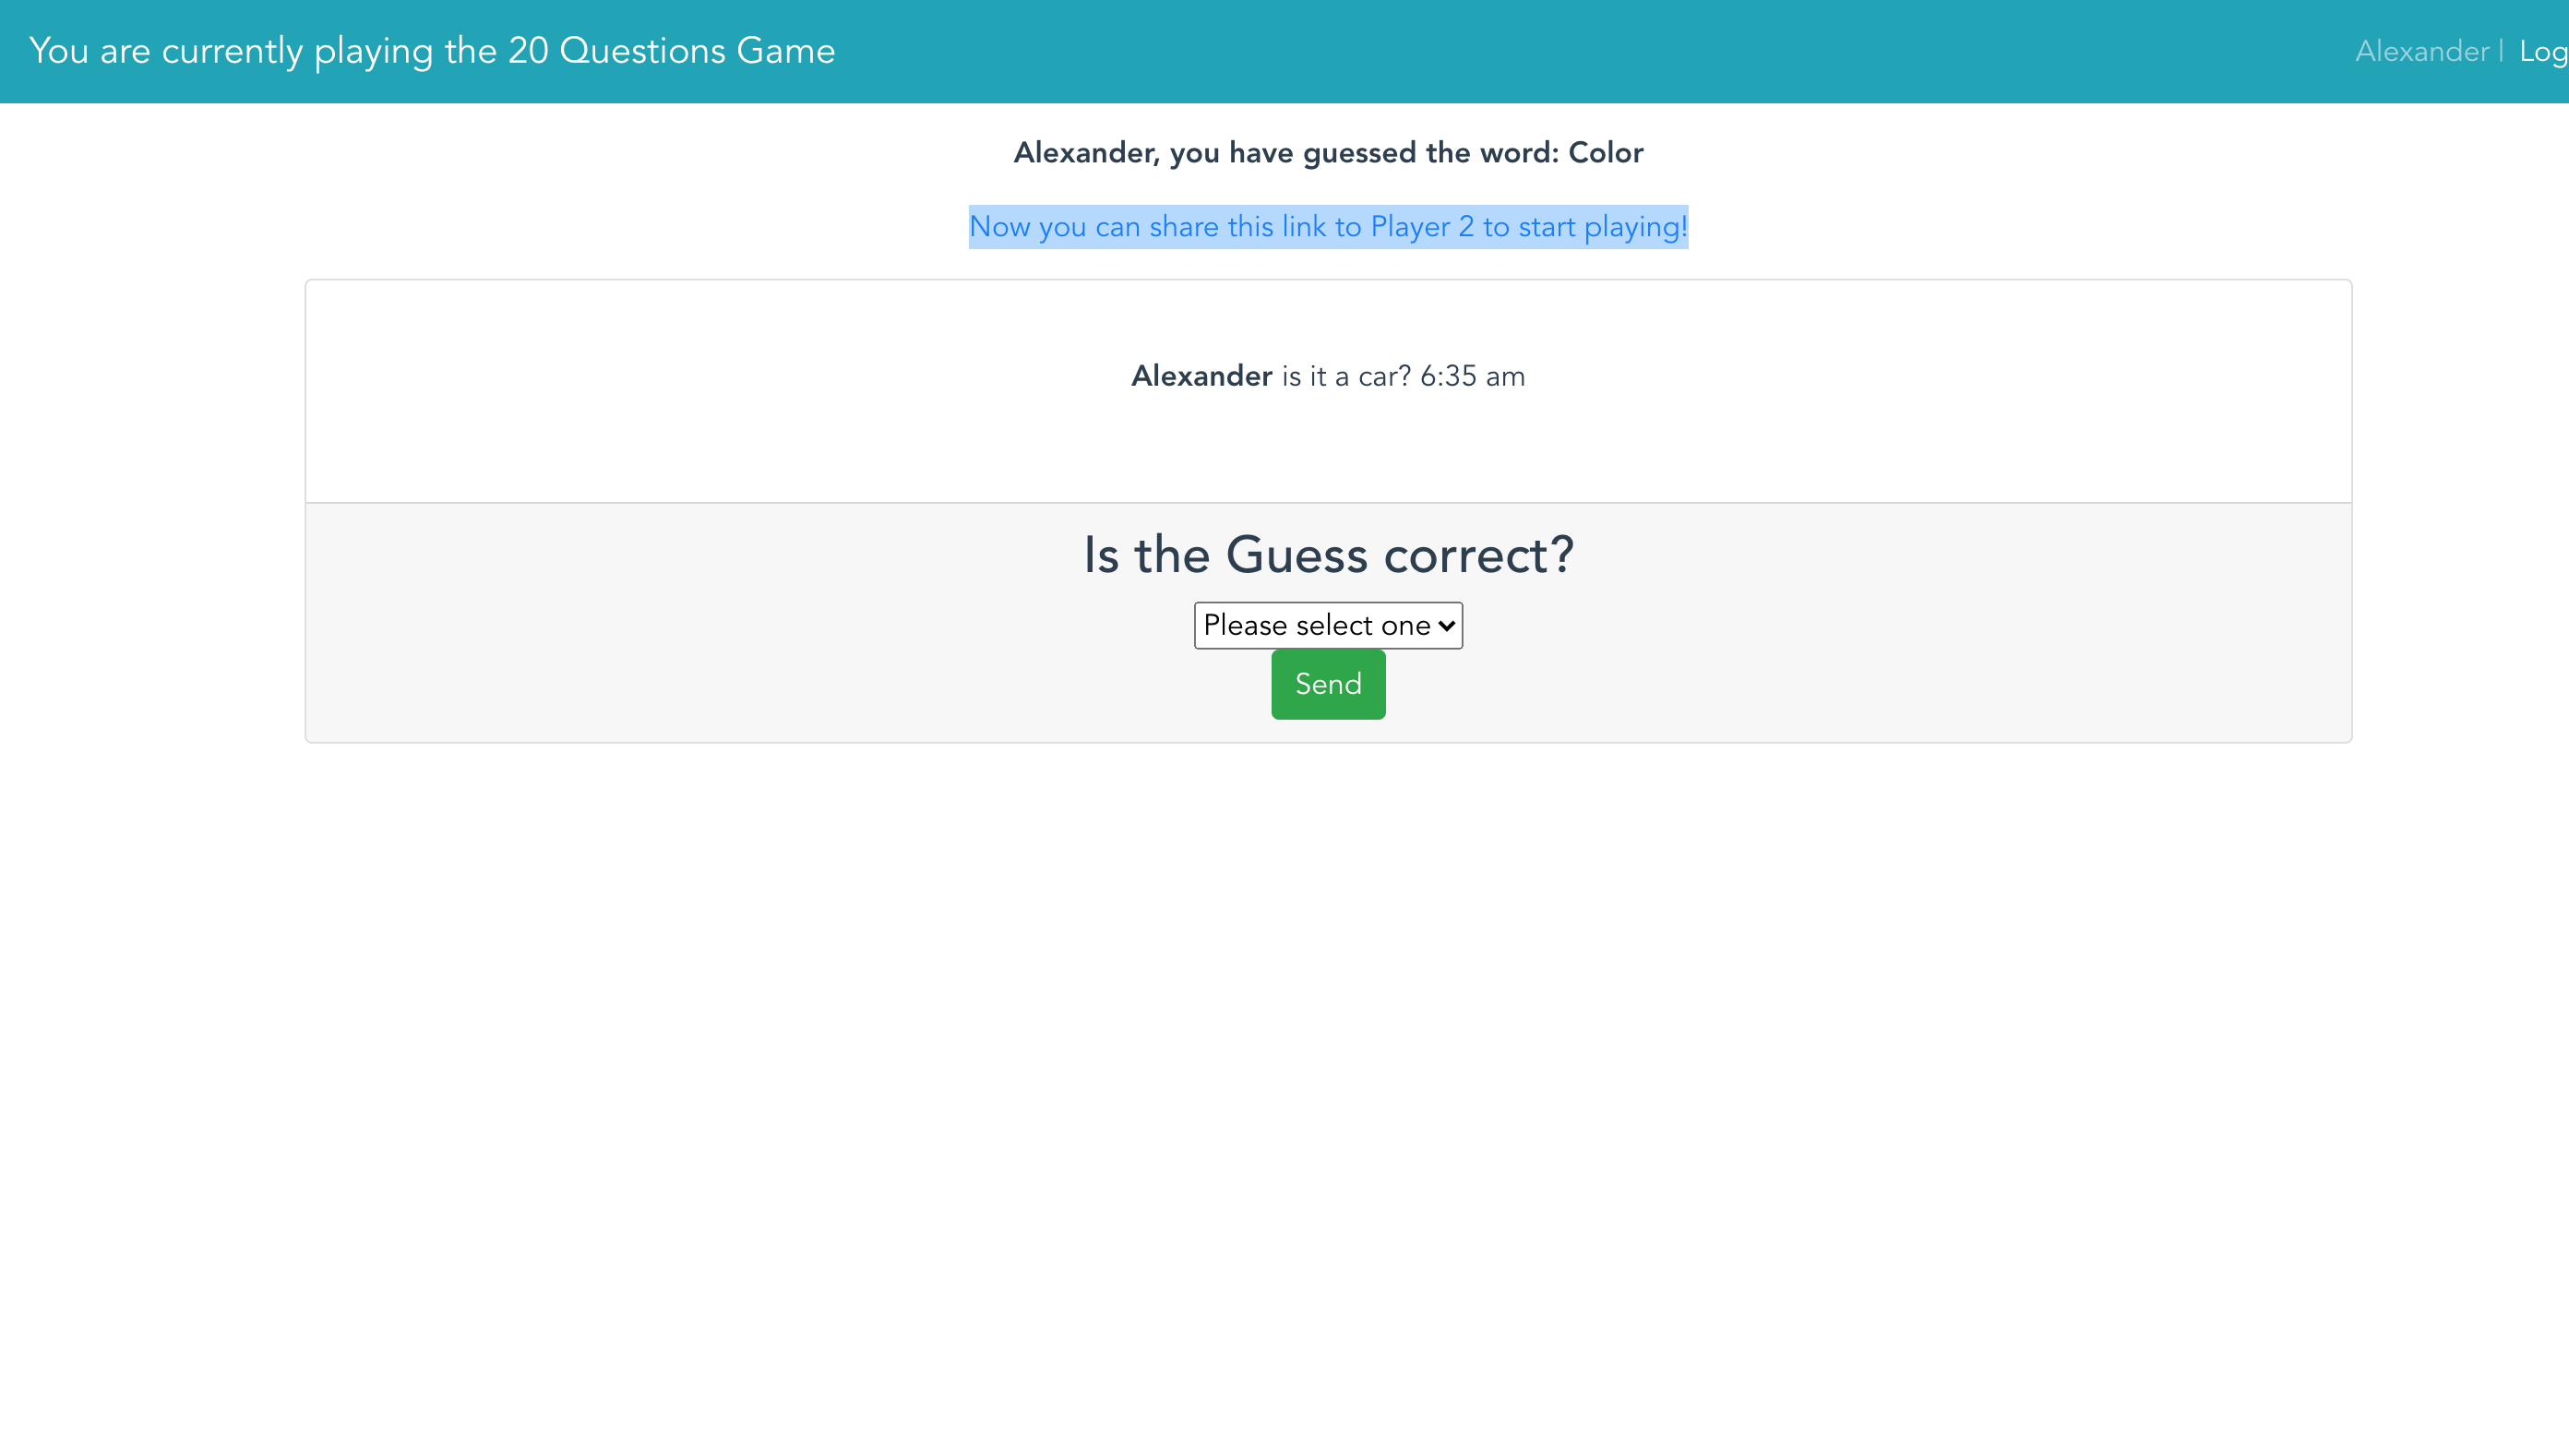 You are currently playing the 20 Questions Game
Alexander | Log
Alexander, you have guessed the word: Color
Now you can share this link to Player 2 to start playing!
Alexander is it a car? 6:35 am
Is the Guess correct?
Please select one
Send